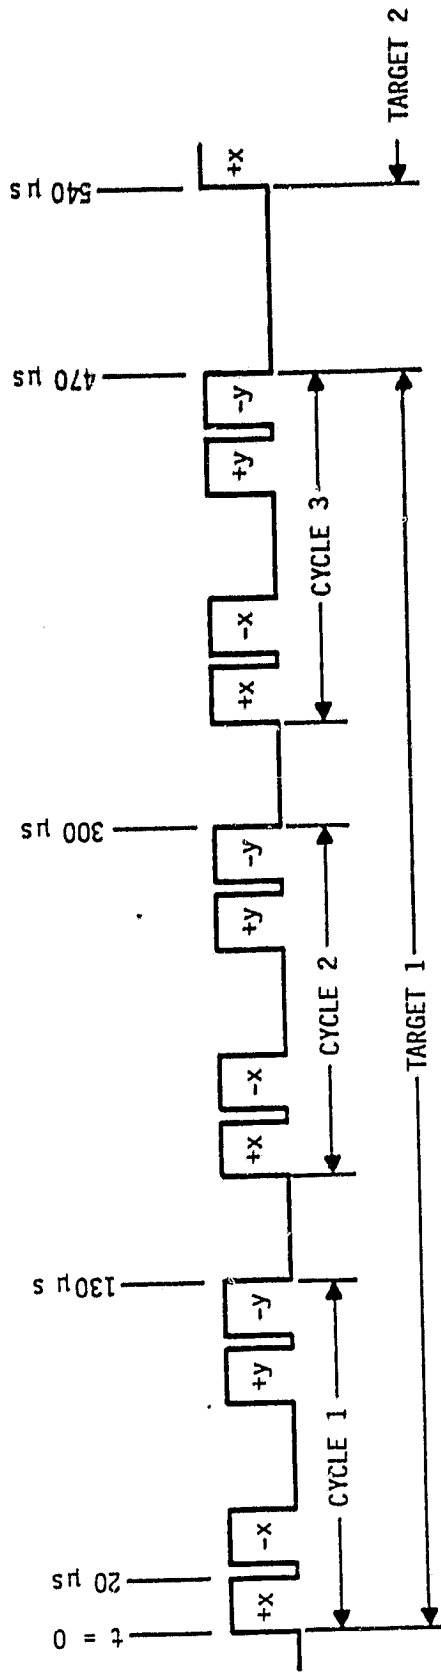 t = 0
20 μs
130 μs
300 μs
470 μs
540 μs
+x
-x
+y
-y
+x
-x
+y
-y
+x
-x
+y
-y
+x
CYCLE 1
CYCLE 2
CYCLE 3
TARGET 1
TARGET 2